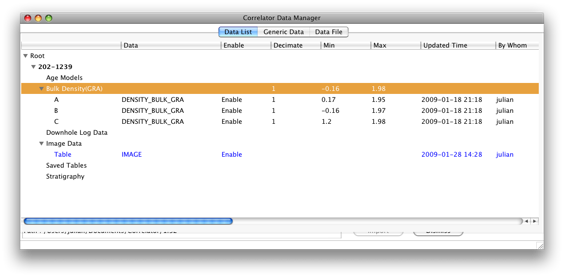 Correlator Data Manager
Data List Generic Data Data File
Data Enable Decimate Min Max Updated Time By Whom
Root
202-1239
Age Models
Bulk Density(GRA) 1 -0.16 1.98
A DENSITY_BULK_GRA Enable 1 0.17 1.95 2009-01-18 21:18 julian
B DENSITY_BULK_GRA Enable 1 -0.16 1.97 2009-01-18 21:18 julian
C DENSITY_BULK_GRA Enable 1 1.2 1.98 2009-01-18 21:18 julian
Downhole Log Data
Image Data
Table IMAGE Enable 2009-01-28 14:28 julian
Saved Tables
Stratigraphy